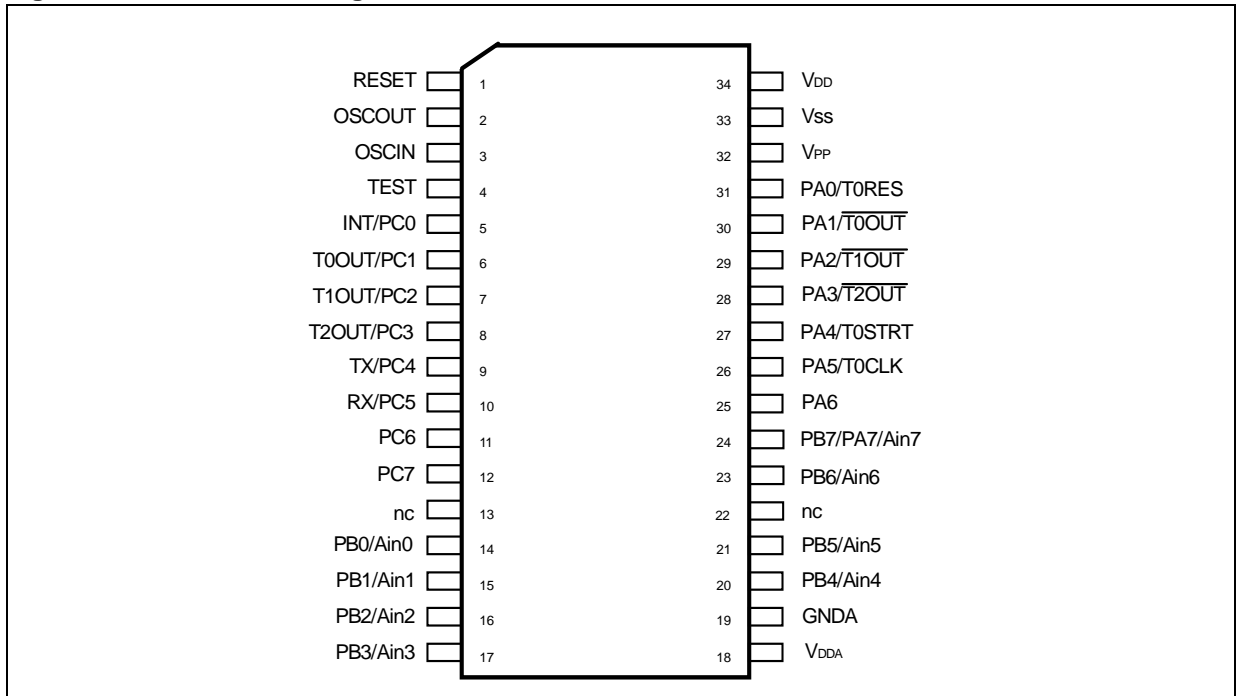 RESET 1 34 VDD
OSCOUT 2 33 Vss
OSCIN 3 32 VPP
TEST 4 31 PA0/T0RES
INT/PC0 5 30 PA1/T0OUT
T0OUT/PC1 6 29 PA2/T1OUT
T1OUT/PC2 7 28 PA3/T2OUT
T2OUT/PC3 8 27 PA4/T0STRT
TX/PC4 9 26 PA5/T0CLK
RX/PC5 10 25 PA6
PC6 11 24 PB7/PA7/Ain7
PC7 12 23 PB6/Ain6
nc 13 22 nc
PB0/Ain0 14 21 PB5/Ain5
PB1/Ain1 15 20 PB4/Ain4
PB2/Ain2 16 19 GNDA
PB3/Ain3 17 18 VDDA